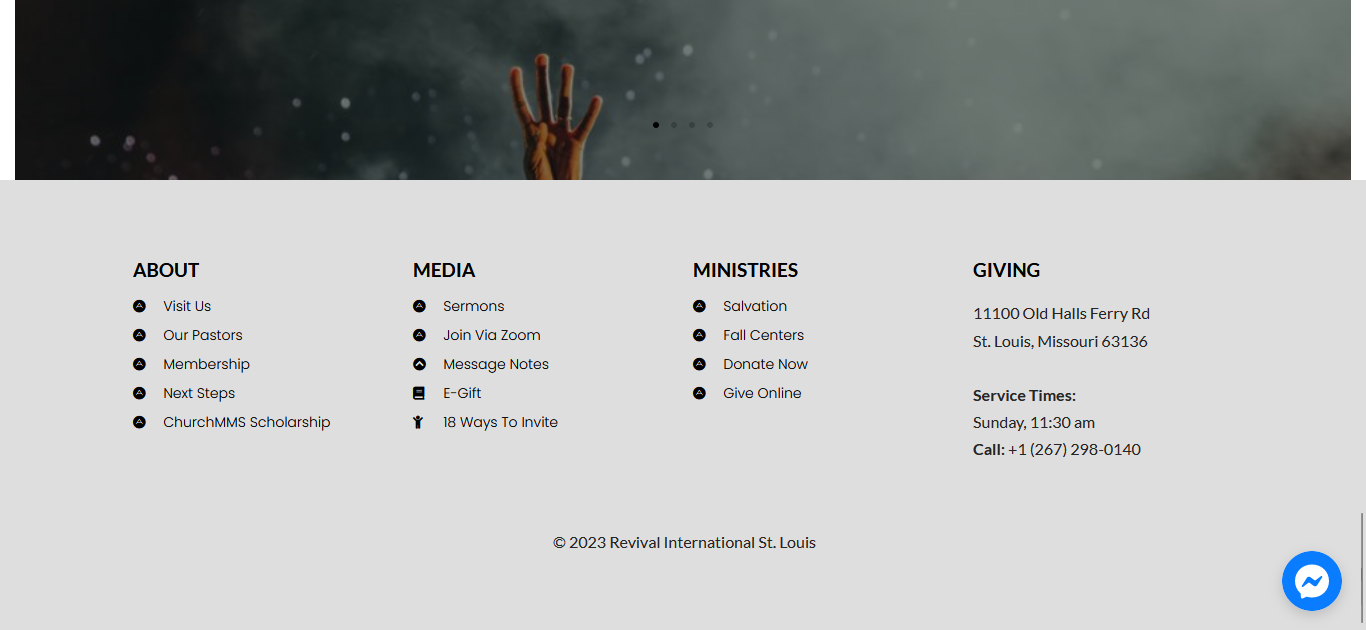 ABOUT
Visit Us
Our Pastors
Membership
Next Steps
ChurchMMS Scholarship
MEDIA
Sermons
Join Via Zoom
Message Notes
E-Gift
18 Ways To Invite
MINISTRIES
Salvation
Fall Centers
Donate Now
Give Online
GIVING
11100 Old Halls Ferry Rd
St. Louis, Missouri 63136
Service Times:
Sunday, 11:30 am
Call: +1 (267) 298-0140
© 2023 Revival International St. Louis